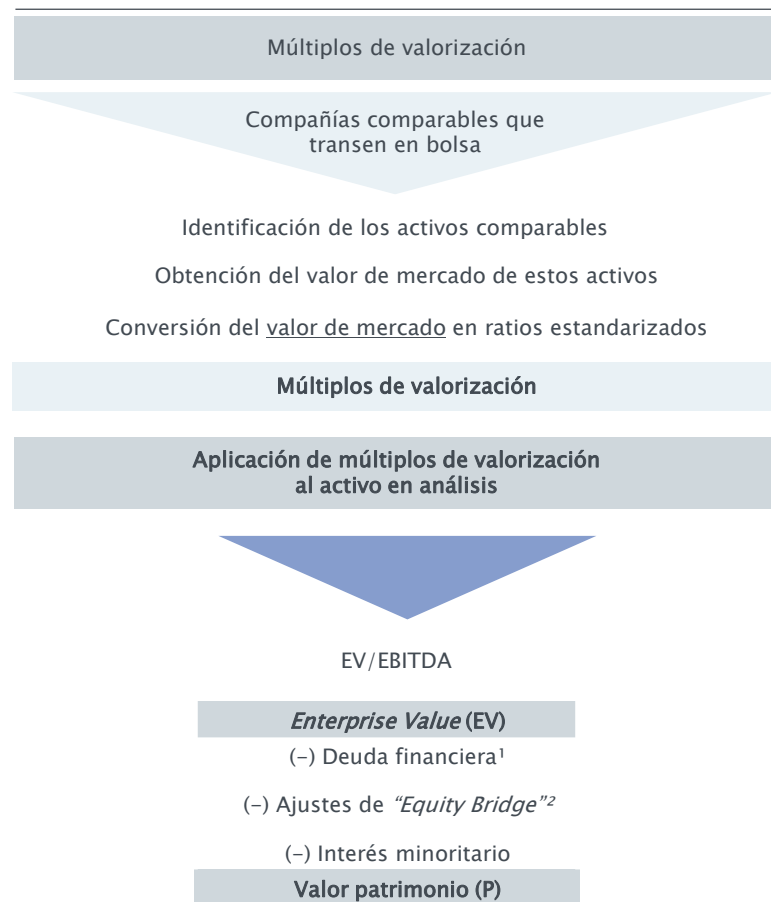 Múltiplos de valorización
Compañías comparables que
transen en bolsa
Identificación de los activos comparables
Obtención del valor de mercado de estos activos
Conversión del valor de mercado en ratios estandarizados
Múltiplos de valorización
Aplicación de múltiplos de valorización
al activo en análisis
EV/EBITDA
Enterprise Value (EV)
(-) Deuda financiera¹
(-) Ajustes de “Equity Bridge”²
(-) Interés minoritario
Valor patrimonio (P)